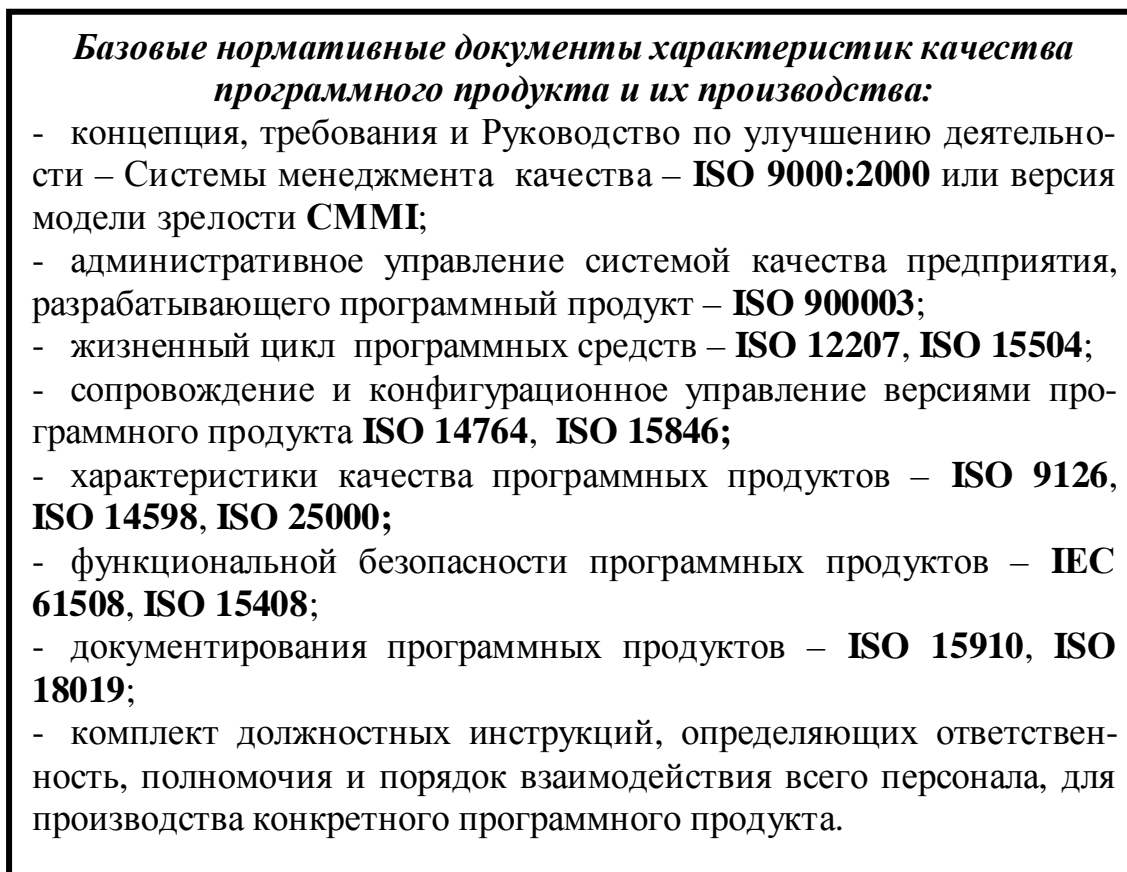 Базовые нормативные документы характеристик качества
программного продукта и их производства:
- концепция, требования и Руководство по улучшению деятельно-
сти – Системы менеджмента качества – ISO 9000:2000 или версия
модели зрелости CMMI;
- административное управление системой качества предприятия,
разрабатывающего программный продукт – ISO 900003;
- жизненный цикл программных средств – ISO 12207, ISO 15504;
- сопровождение и конфигурационное управление версиями про-
граммного продукта ISO 14764, ISO 15846;
- характеристики качества программных продуктов – ISO 9126,
ISO 14598, ISO 25000;
- функциональной безопасности программных продуктов – IEC
61508, ISO 15408;
- документирования программных продуктов – ISO 15910, ISO
18019;
- комплект должностных инструкций, определяющих ответствен-
ность, полномочия и порядок взаимодействия всего персонала, для
производства конкретного программного продукта.